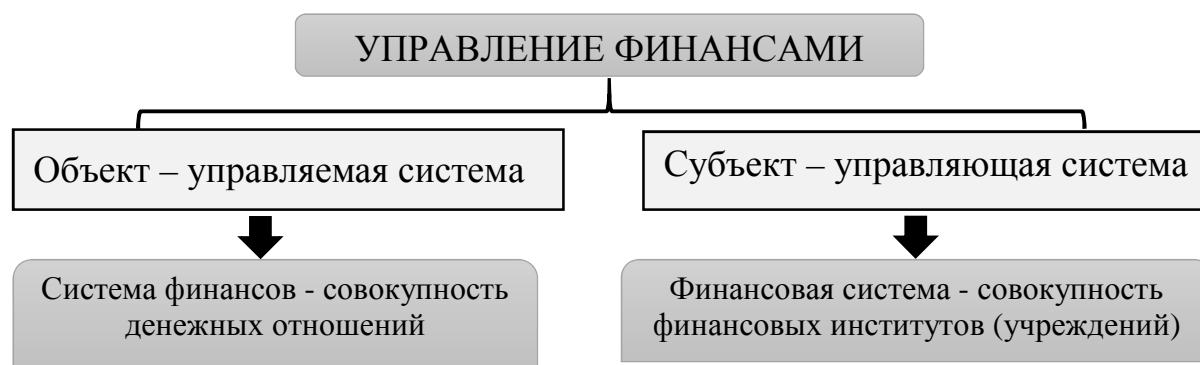 УПРАВЛЕНИЕ ФИНАНСАМИ
Объект – управляемая система
Субъект – управляющая система
Система финансов - совокупность
денежных отношений
Финансовая система - совокупность
финансовых институтов (учреждений)